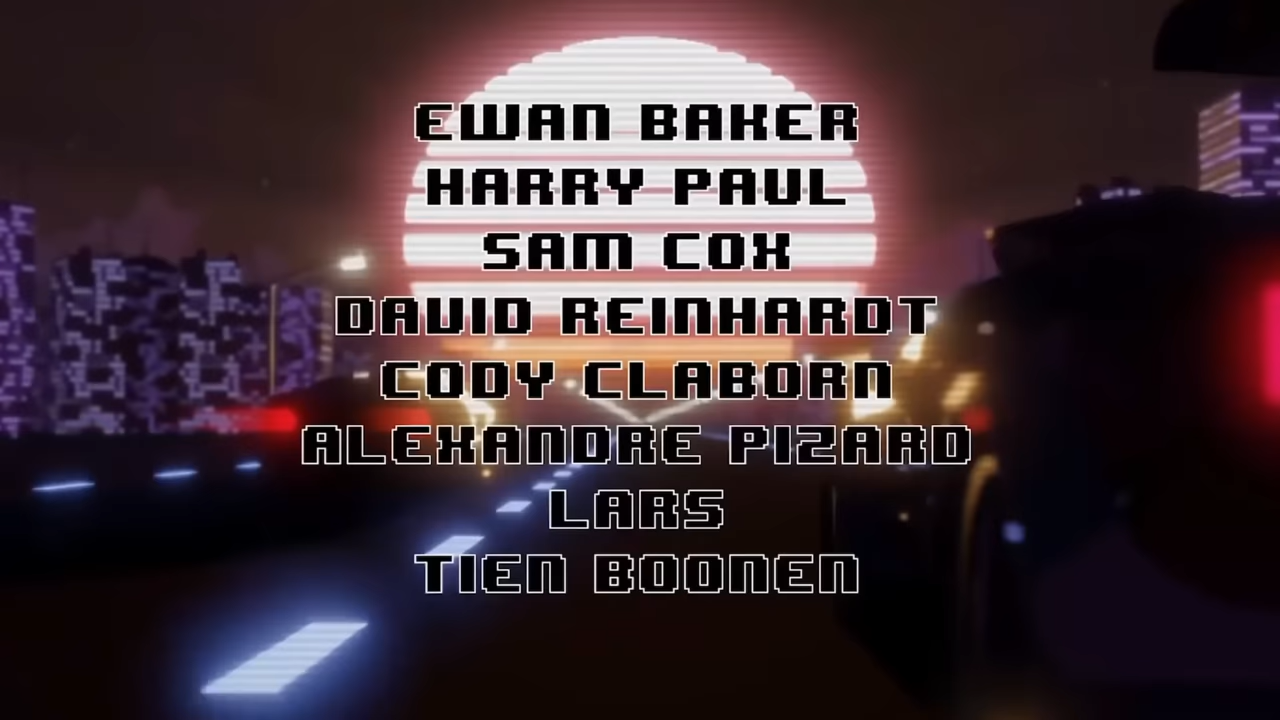 EWAN BAKER
HARRY PAUL
SAM COX
DAVID REINHARDT
CODY CLABORN
ALEXANDRE PIZARD
LARS
TIEN BOONEN